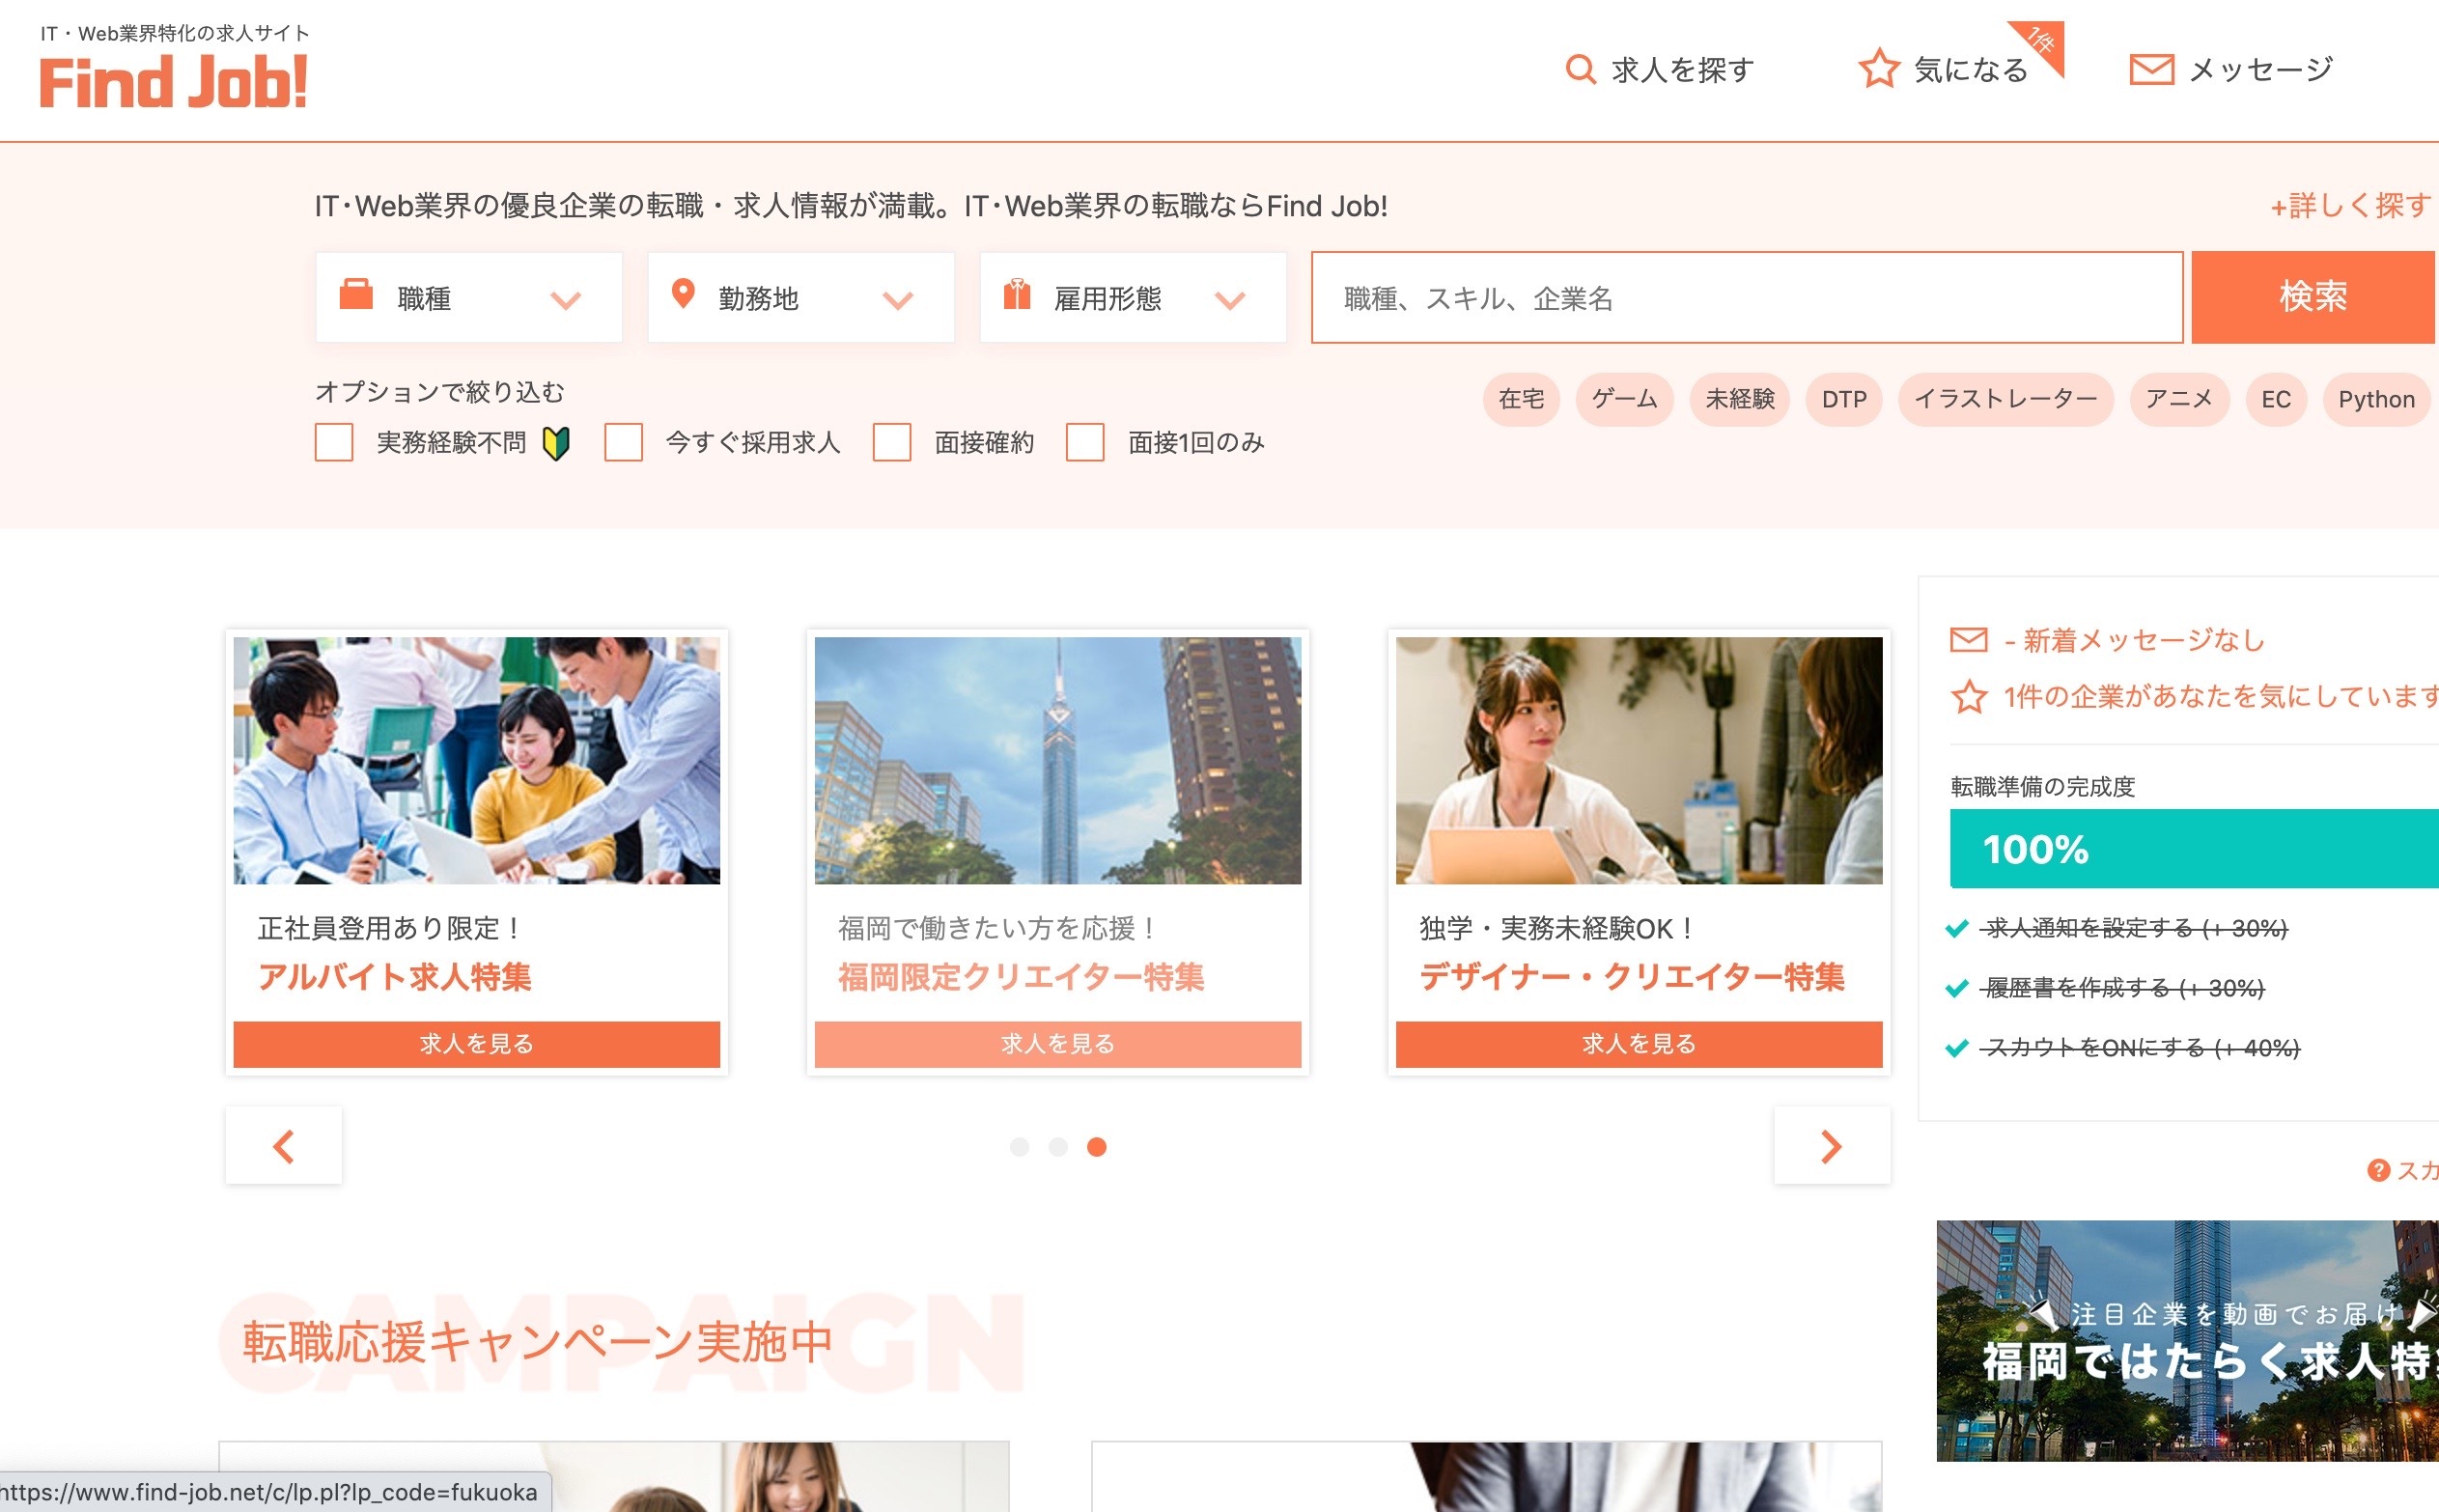 IT・Web業界特化の求人サイト
Find Job!
求人を探す
気になる
1件
メッセージ
IT･Web業界の優良企業の転職・求人情報が満載。IT･Web業界の転職ならFind Job!
+詳しく探す
職種
勤務地
雇用形態
職種、スキル、企業名
検索
オプションで絞り込む
在宅 ゲーム 未経験 DTP イラストレーター アニメ EC Python
実務経験不問 今すぐ採用求人 面接確約 面接1回のみ
正社員登用あり限定！
アルバイト求人特集
求人を見る
福岡で働きたい方を応援！
福岡限定クリエイター特集
求人を見る
独学・実務未経験OK！
デザイナー・クリエイター特集
求人を見る
- 新着メッセージなし
1件の企業があなたを気にしています
転職準備の完成度
100%
求人通知を設定する (+ 30%)
履歴書を作成する (+ 30%)
スカウトをONにする (+ 40%)
? スカ
注目企業を動画でお届け
福岡ではたらく求人特
CAMPAIGN
転職応援キャンペーン実施中
https://www.find-job.net/c/lp.pl?lp_code=fukuoka